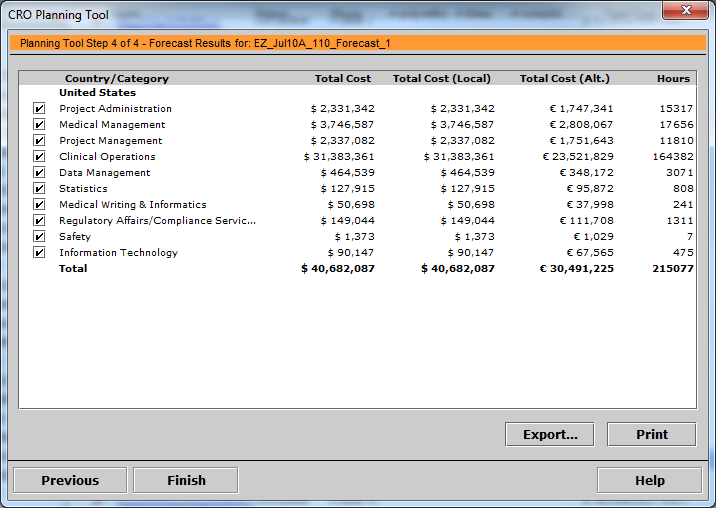 CRO Planning Tool
Planning Tool Step 4 of 4 - Forecast Results for: EZ_Jul10A_110_Forecast_1
Country/Category Total Cost Total Cost (Local) Total Cost (Alt.) Hours
United States
Project Administration $ 2,331,342 $ 2,331,342 € 1,747,341 15317
Medical Management $ 3,746,587 $ 3,746,587 € 2,808,067 17656
Project Management $ 2,337,082 $ 2,337,082 € 1,751,643 11810
Clinical Operations $ 31,383,361 $ 31,383,361 € 23,521,829 164382
Data Management $ 464,539 $ 464,539 € 348,172 3071
Statistics $ 127,915 $ 127,915 € 95,872 808
Medical Writing & Informatics $ 50,698 $ 50,698 € 37,998 241
Regulatory Affairs/Compliance Servic... $ 149,044 $ 149,044 € 111,708 1311
Safety $ 1,373 $ 1,373 € 1,029 7
Information Technology $ 90,147 $ 90,147 € 67,565 475
Total $ 40,682,087 $ 40,682,087 € 30,491,225 215077
Export... Print
Previous Finish Help